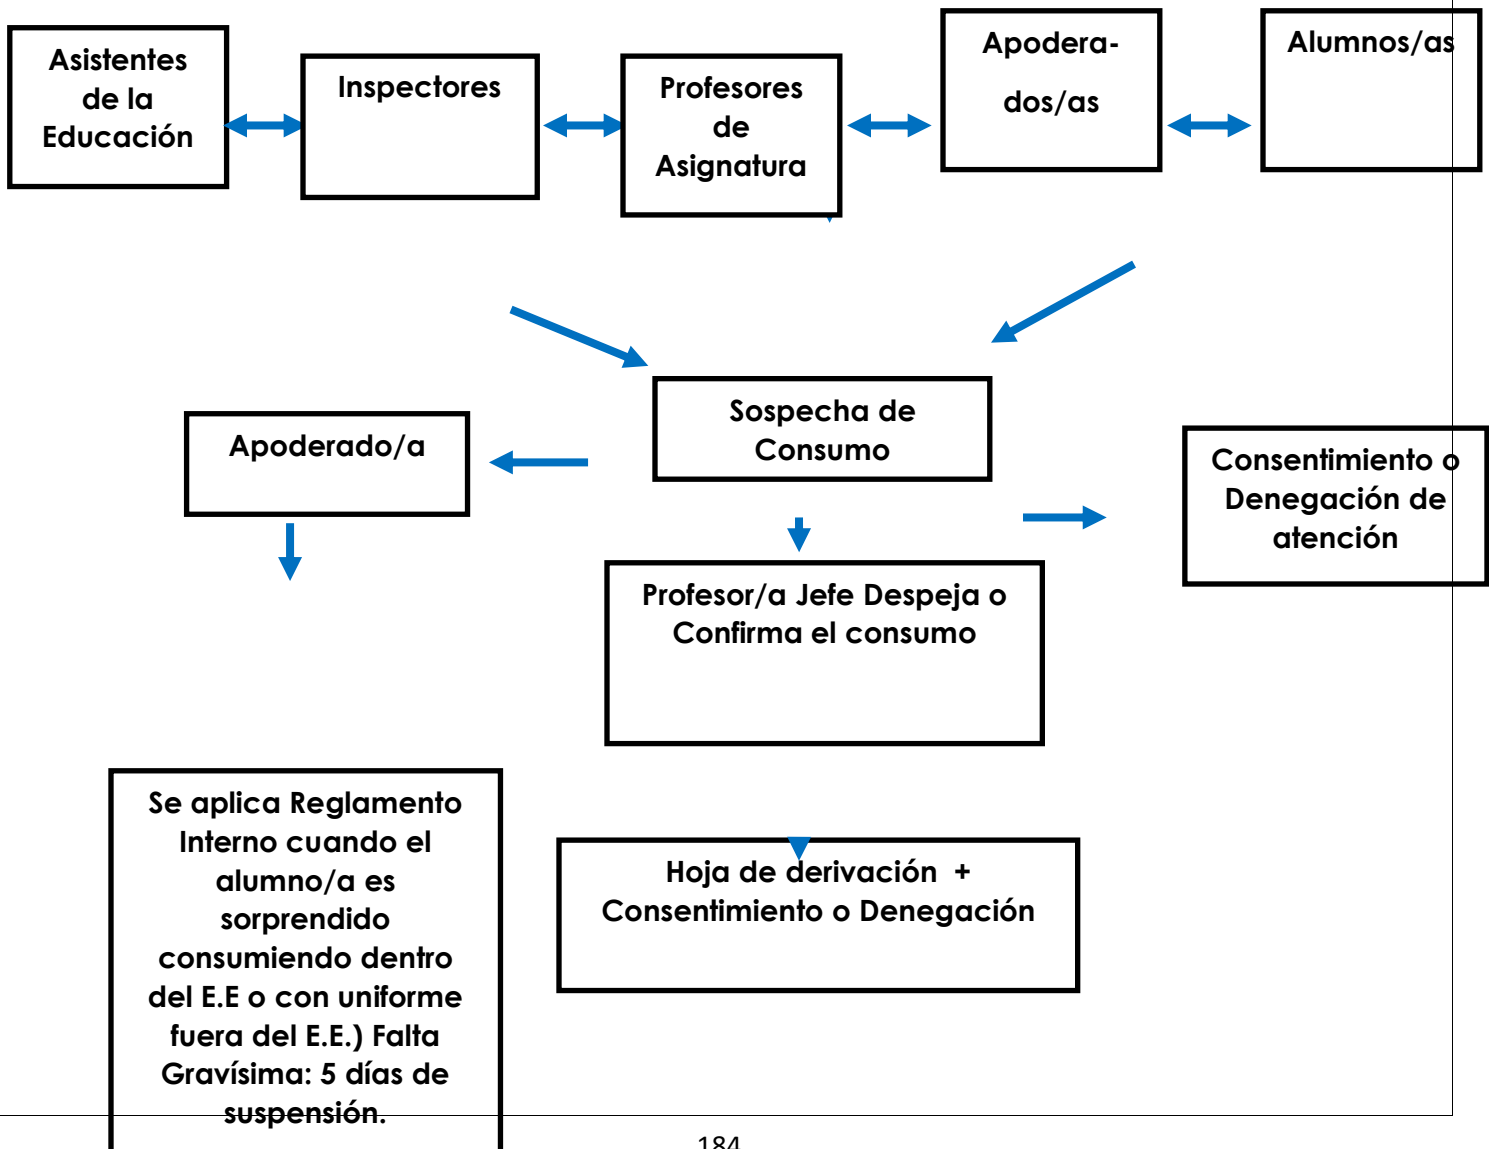 Asistentes
de la
Educación
Inspectores
Profesores
de
Asignatura
Apodera-
dos/as
Alumnos/as
Sospecha de
Consumo
Apoderado/a
Consentimiento o
Denegación de
atención
Profesor/a Jefe Despeja o
Confirma el consumo
Se aplica Reglamento
Interno cuando el
alumno/a es
sorprendido
consumiendo dentro
del E.E o con uniforme
fuera del E.E.) Falta
Gravísima: 5 días de
suspensión.
Hoja de derivación +
Consentimiento o Denegación
184